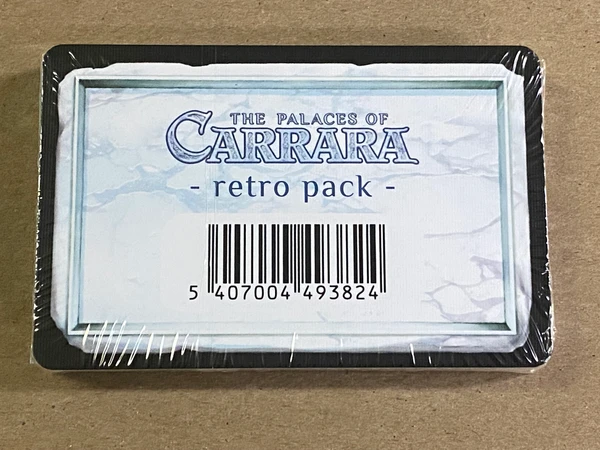 THE PALACES OF
CARRARA
- retro pack -
5 407004 493824